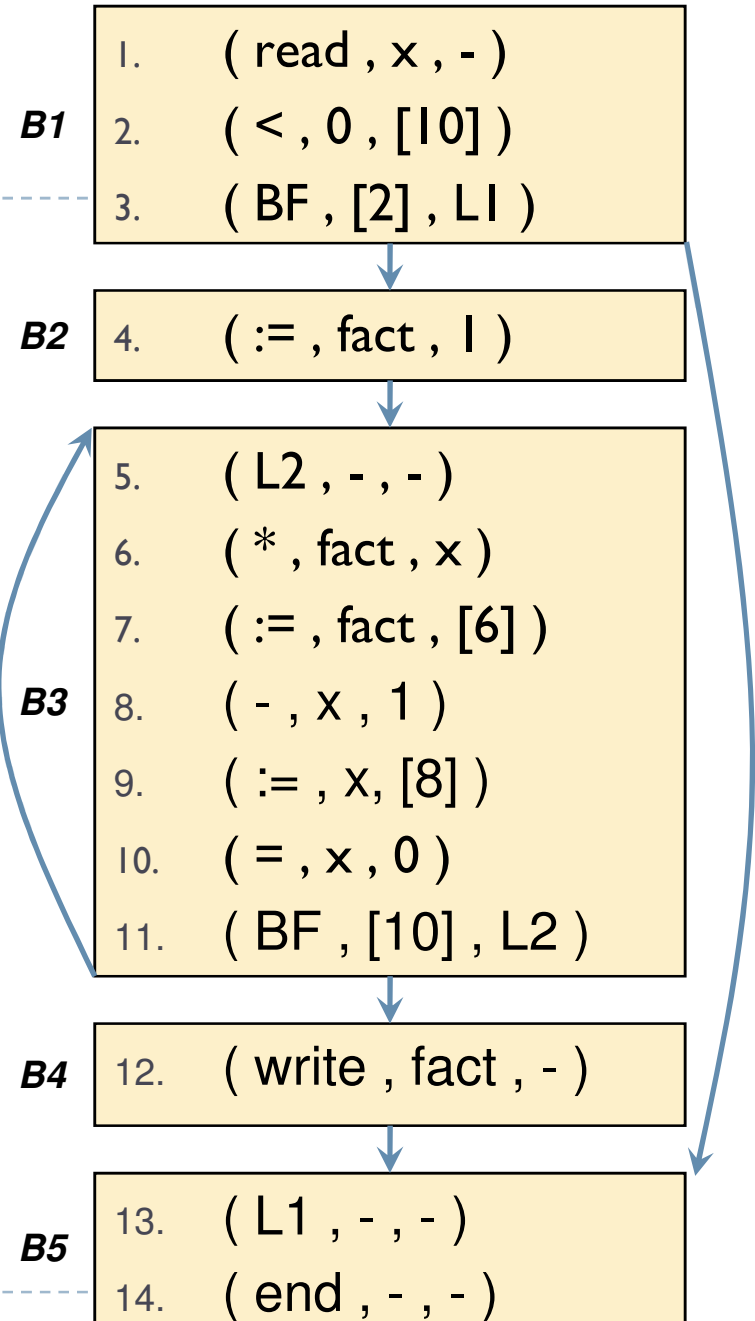 1. ( read , x , - )
B1 2. ( < , 0 , [10] )
3. ( BF , [2] , L1 )
B2 4. ( := , fact , 1 )
5. ( L2 , - , - )
6. ( * , fact , x )
7. ( := , fact , [6] )
B3 8. ( - , x , 1 )
9. ( := , x, [8] )
10. ( = , x , 0 )
11. ( BF , [10] , L2 )
B4 12. ( write , fact , - )
13. ( L1 , - , - )
B5 14. ( end , - , - )